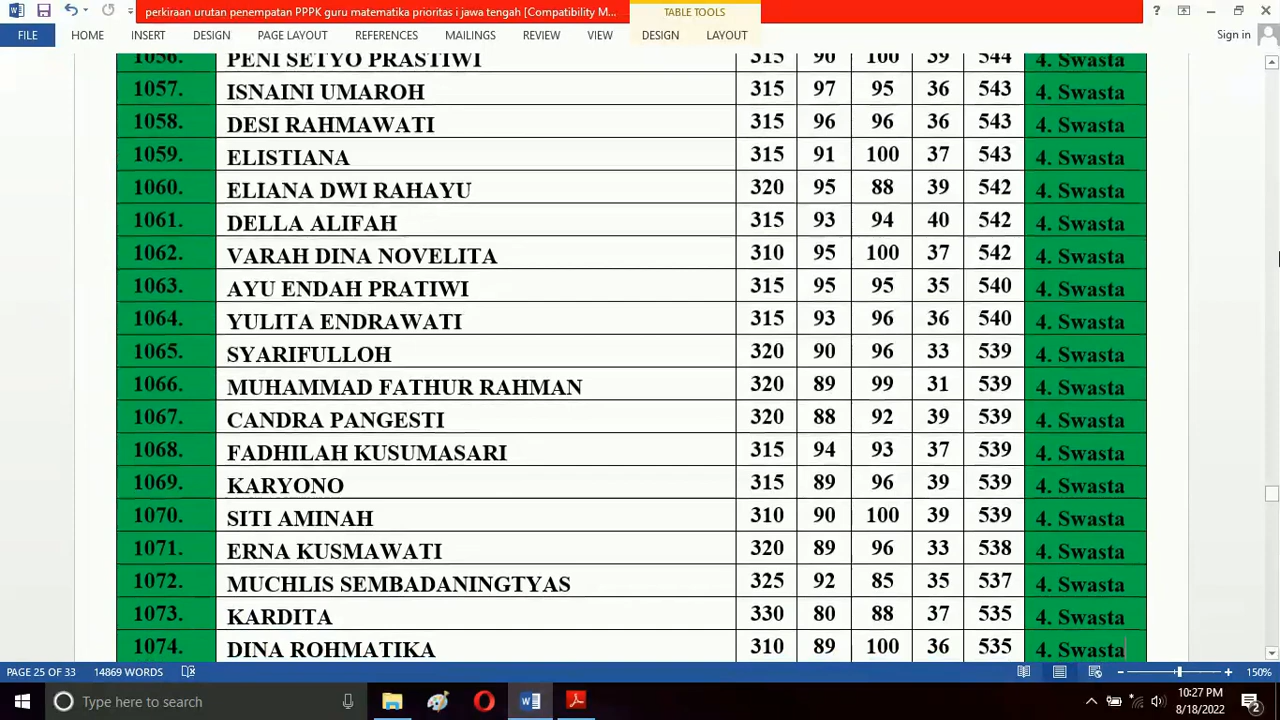 perkiraan urutan penempatan PPPK guru matematika prioritas i jawa tengah [Compatibility M...
TABLE TOOLS
?
FILE HOME INSERT DESIGN PAGE LAYOUT REFERENCES MAILINGS REVIEW VIEW DESIGN LAYOUT Sign in
1056. PENI SETYO PRASTIWI 315 90 100 39 544 4. Swasta
1057. ISNAINI UMAROH 315 97 95 36 543 4. Swasta
1058. DESI RAHMAWATI 315 96 96 36 543 4. Swasta
1059. ELISTIANA 315 91 100 37 543 4. Swasta
1060. ELIANA DWI RAHAYU 320 95 88 39 542 4. Swasta
1061. DELLA ALIFAH 315 93 94 40 542 4. Swasta
1062. VARAH DINA NOVELITA 310 95 100 37 542 4. Swasta
1063. AYU ENDAH PRATIWI 315 95 95 35 540 4. Swasta
1064. YULITA ENDRAWATI 315 93 96 36 540 4. Swasta
1065. SYARIFULLOH 320 90 96 33 539 4. Swasta
1066. MUHAMMAD FATHUR RAHMAN 320 89 99 31 539 4. Swasta
1067. CANDRA PANGESTI 320 88 92 39 539 4. Swasta
1068. FADHILAH KUSUMASARI 315 94 93 37 539 4. Swasta
1069. KARYONO 315 89 96 39 539 4. Swasta
1070. SITI AMINAH 310 90 100 39 539 4. Swasta
1071. ERNA KUSMAWATI 320 89 96 33 538 4. Swasta
1072. MUCHLIS SEMBADANINGTYAS 325 92 85 35 537 4. Swasta
1073. KARDITA 330 80 88 37 535 4. Swasta
1074. DINA ROHMATIKA 310 89 100 36 535 4. Swasta
PAGE 25 OF 33 14869 WORDS 150%
Type here to search
10:27 PM
8/18/2022
2